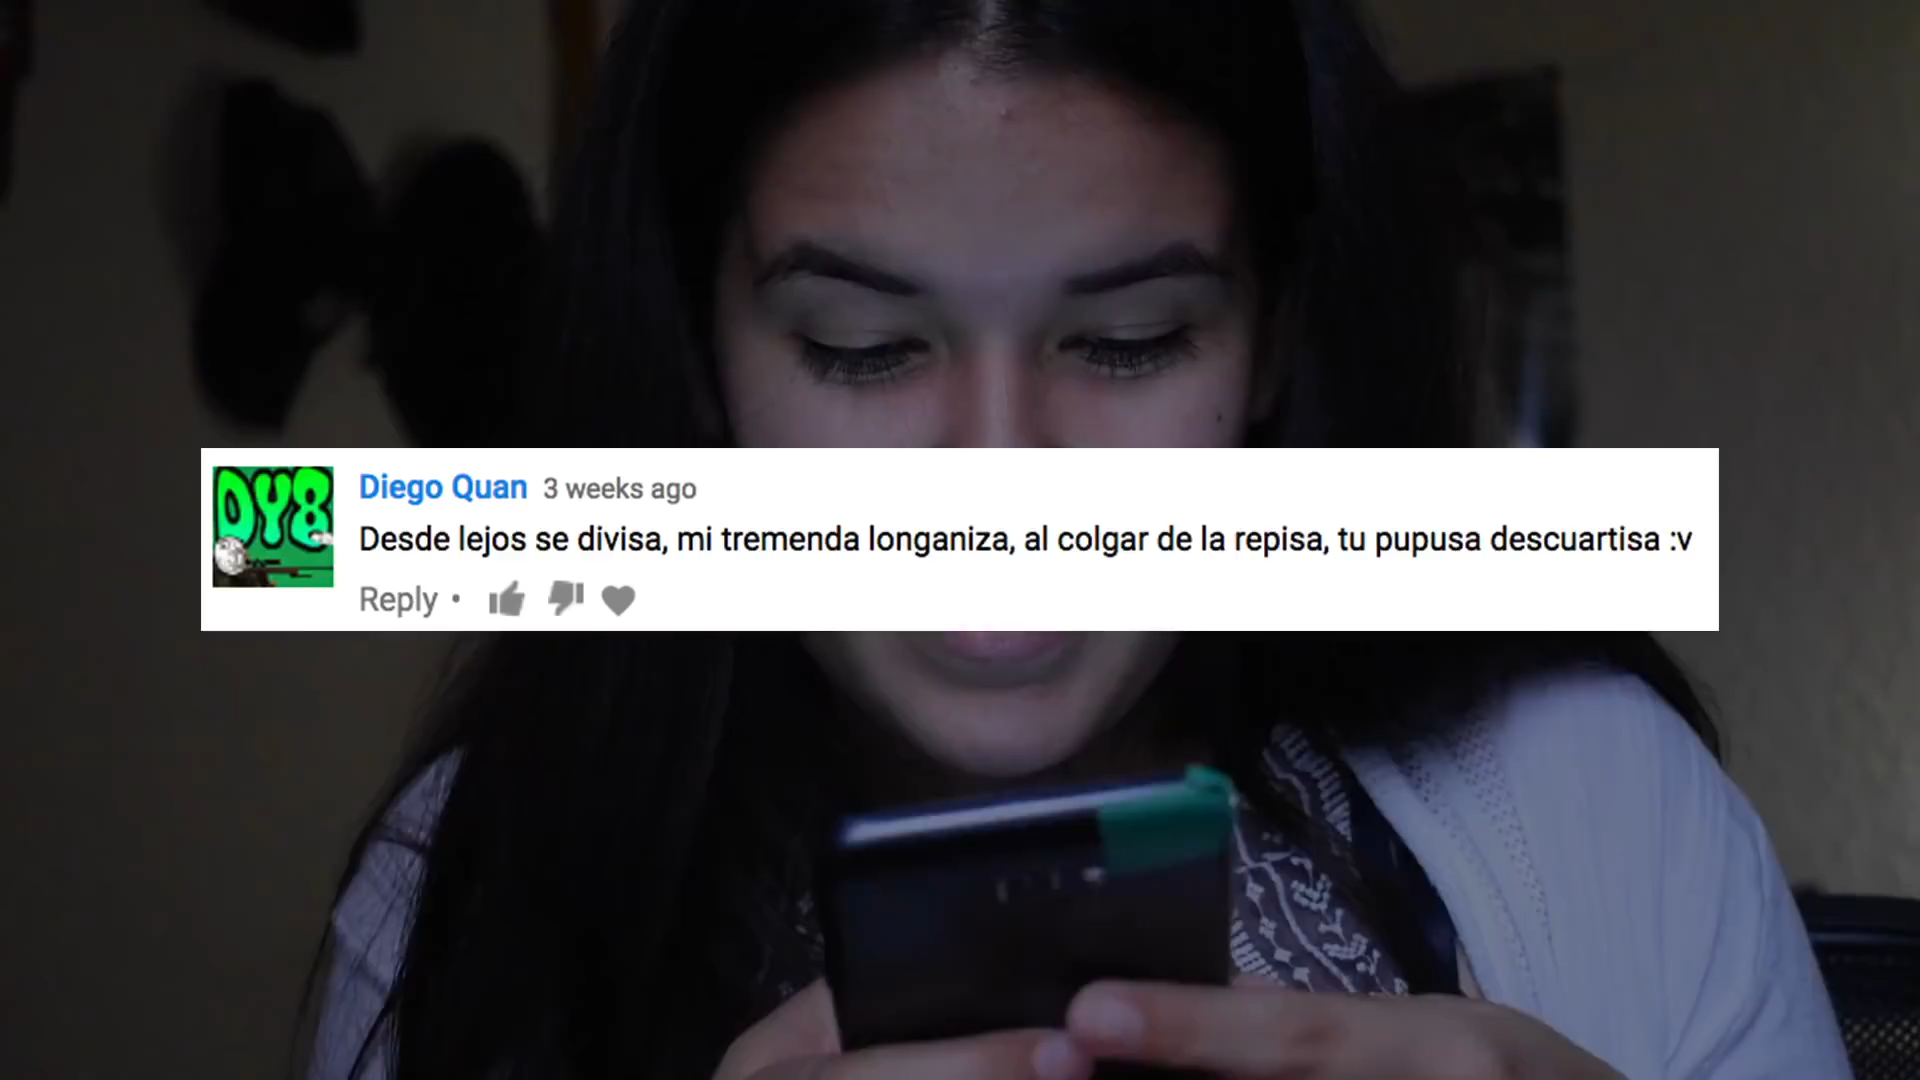 DY8
Diego Quan 3 weeks ago
Desde lejos se divisa, mi tremenda longaniza, al colgar de la repisa, tu pupusa descuartisa :v
Reply •